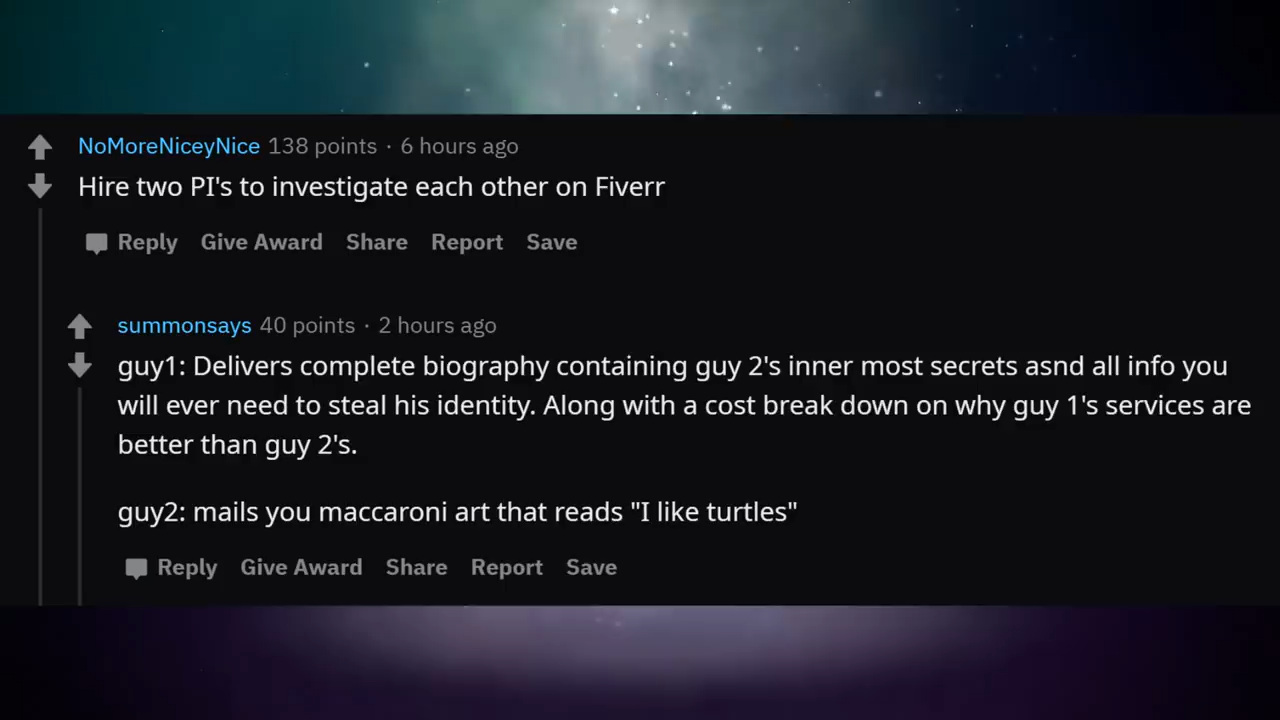 NoMoreNiceyNice 138 points · 6 hours ago
Hire two PI's to investigate each other on Fiverr
Reply Give Award Share Report Save
summonsays 40 points · 2 hours ago
guy1: Delivers complete biography containing guy 2's inner most secrets asnd all info you
will ever need to steal his identity. Along with a cost break down on why guy 1's services are
better than guy 2's.
guy2: mails you maccaroni art that reads "I like turtles"
Reply Give Award Share Report Save